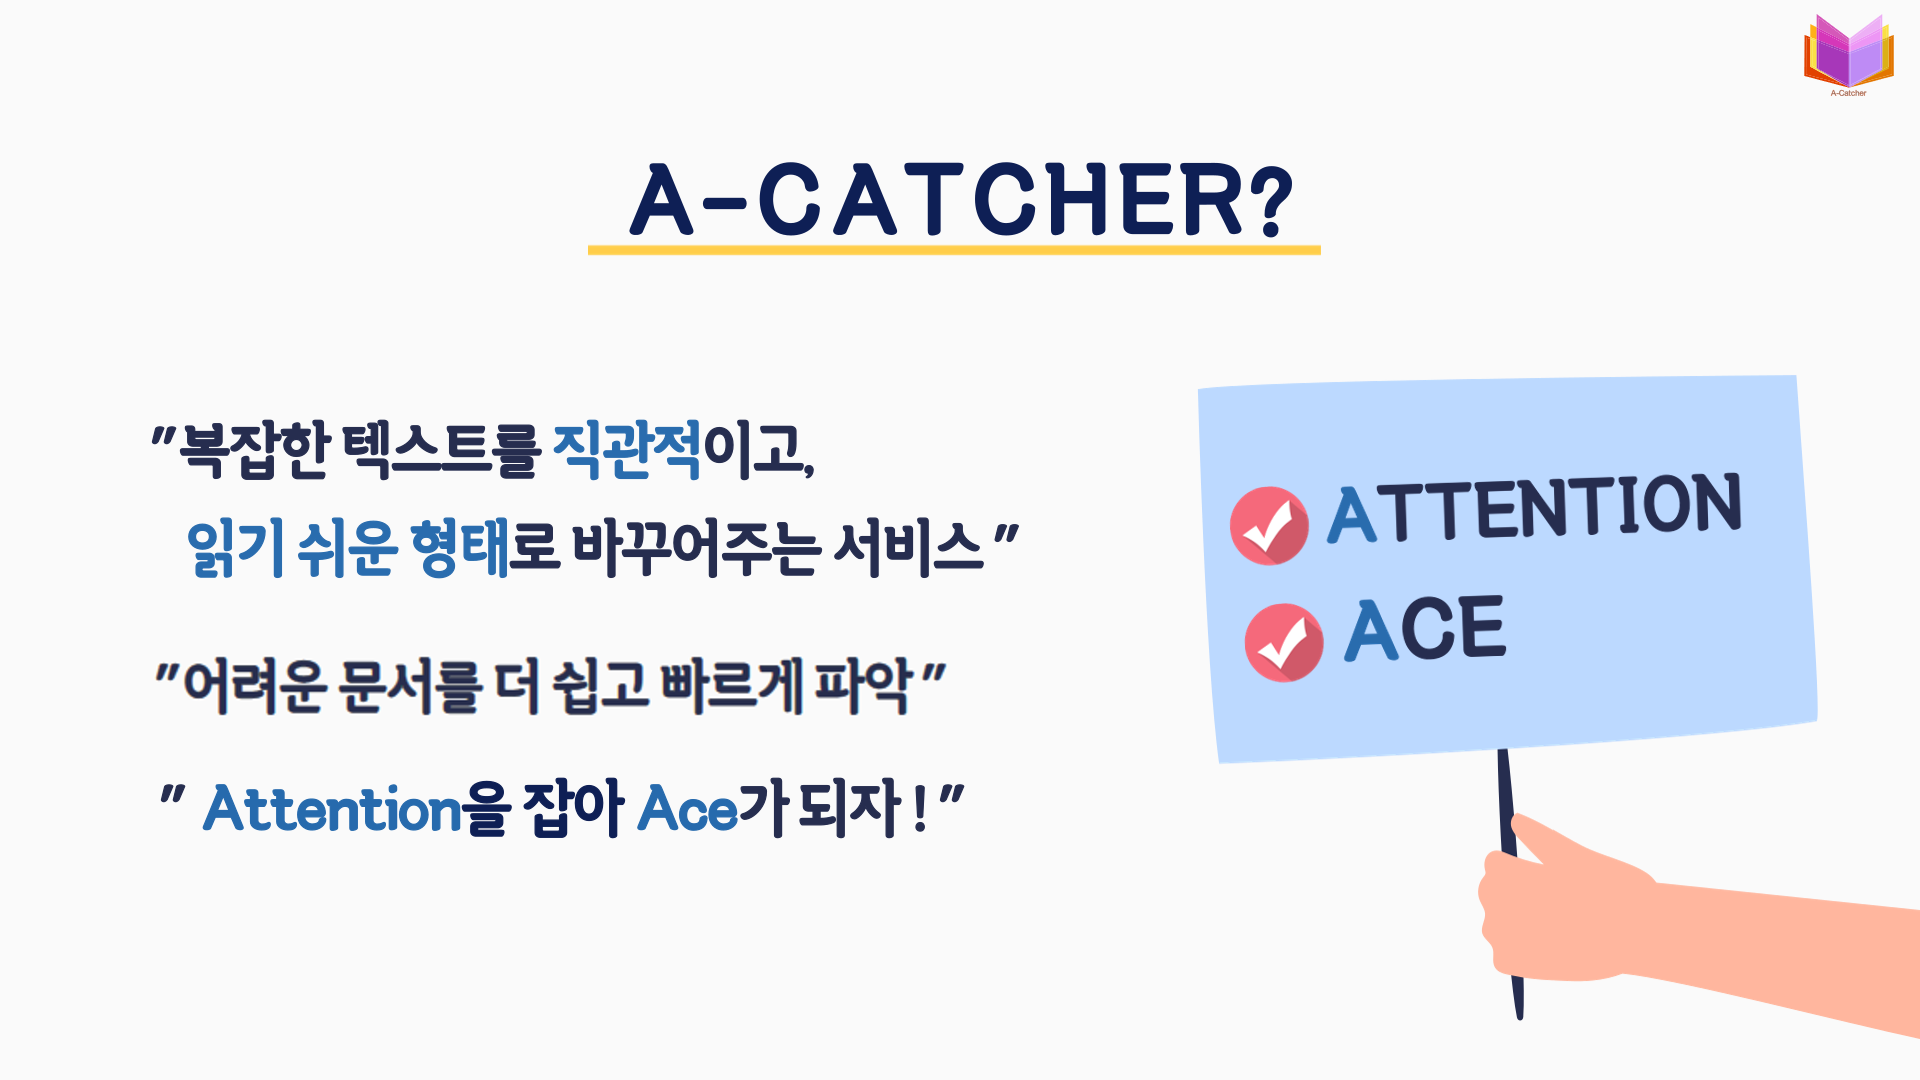 A-Catcher
A-CATCHER?
"복잡한 텍스트를 직관적이고,
읽기 쉬운 형태로 바꾸어주는 서비스"
"어려운 문서를 더 쉽고 빠르게 파악"
" Attention을 잡아 Ace가 되자 ! "
ATTENTION
ACE